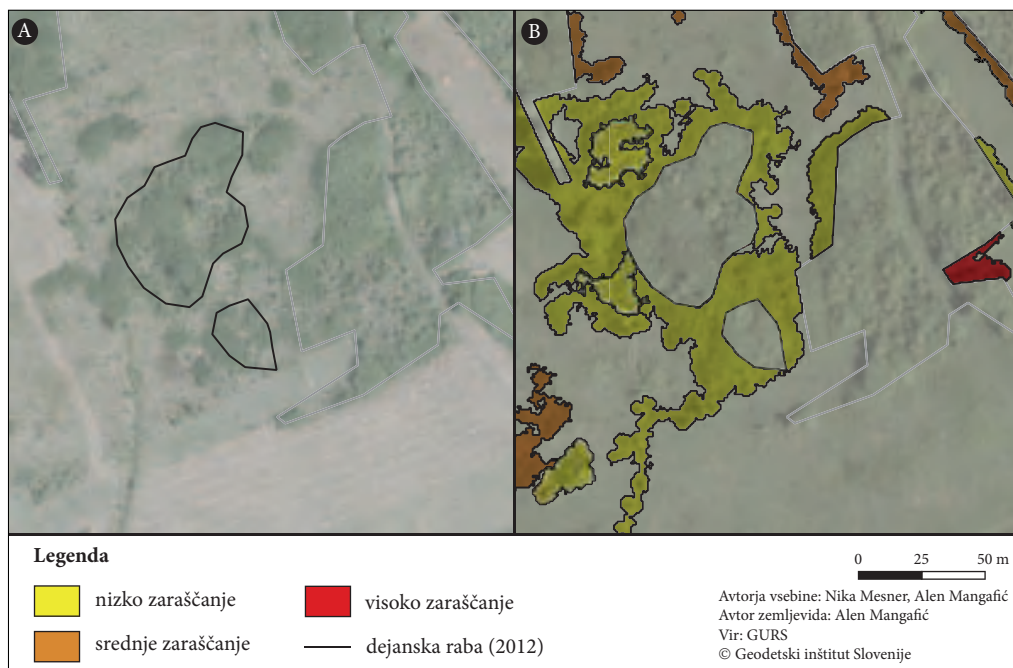 A
B
Legenda
nizko zaraščanje
srednje zaraščanje
visoko zaraščanje
dejanska raba (2012)
0 25 50 m
Avtorja vsebine: Nika Mesner, Alen Mangafić
Avtor zemljevida: Alen Mangafić
Vir: GURS
© Geodetski inštitut Slovenije